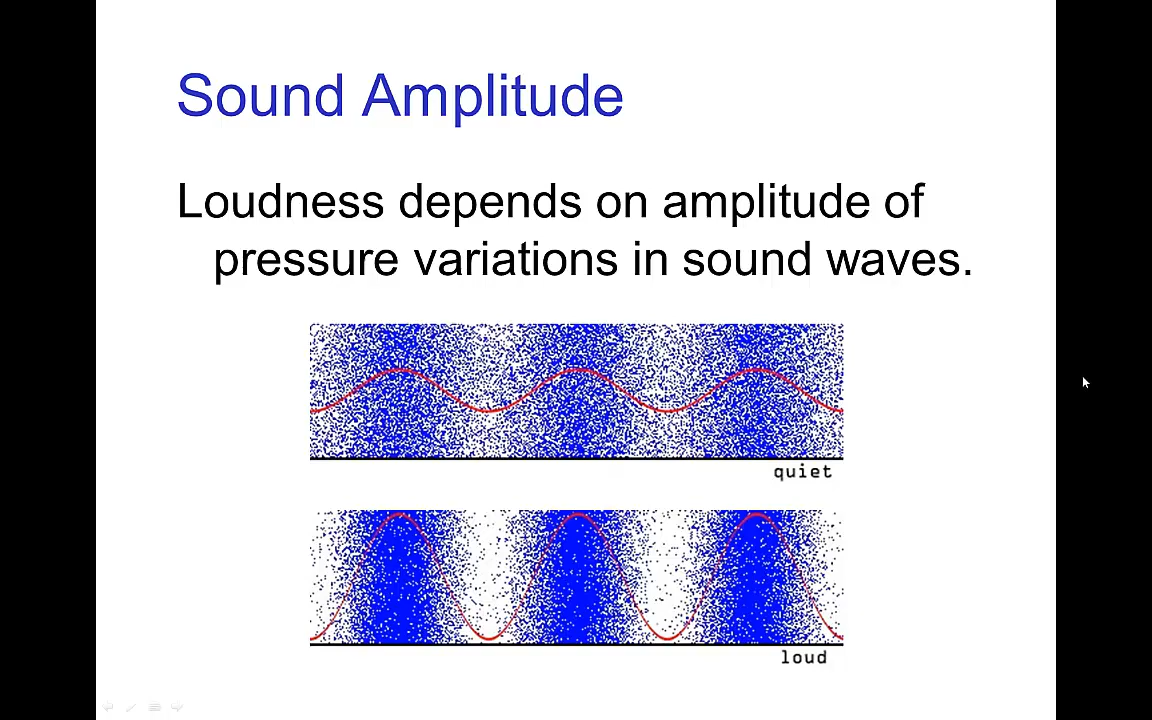 Sound Amplitude
Loudness depends on amplitude of
pressure variations in sound waves.
quiet
loud